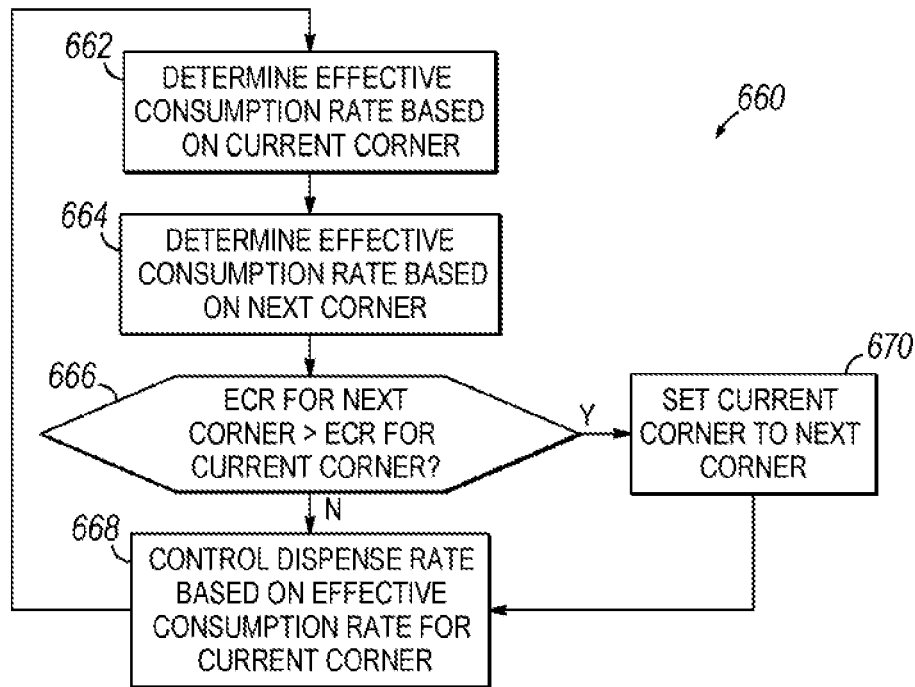 662
DETERMINE EFFECTIVE
CONSUMPTION RATE BASED
ON CURRENT CORNER
660
664
DETERMINE EFFECTIVE
CONSUMPTION RATE BASED
ON NEXT CORNER
666
ECR FOR NEXT
CORNER > ECR FOR
CURRENT CORNER?
Y
670
SET CURRENT
CORNER TO NEXT
CORNER
N
668
CONTROL DISPENSE RATE
BASED ON EFFECTIVE
CONSUMPTION RATE FOR
CURRENT CORNER